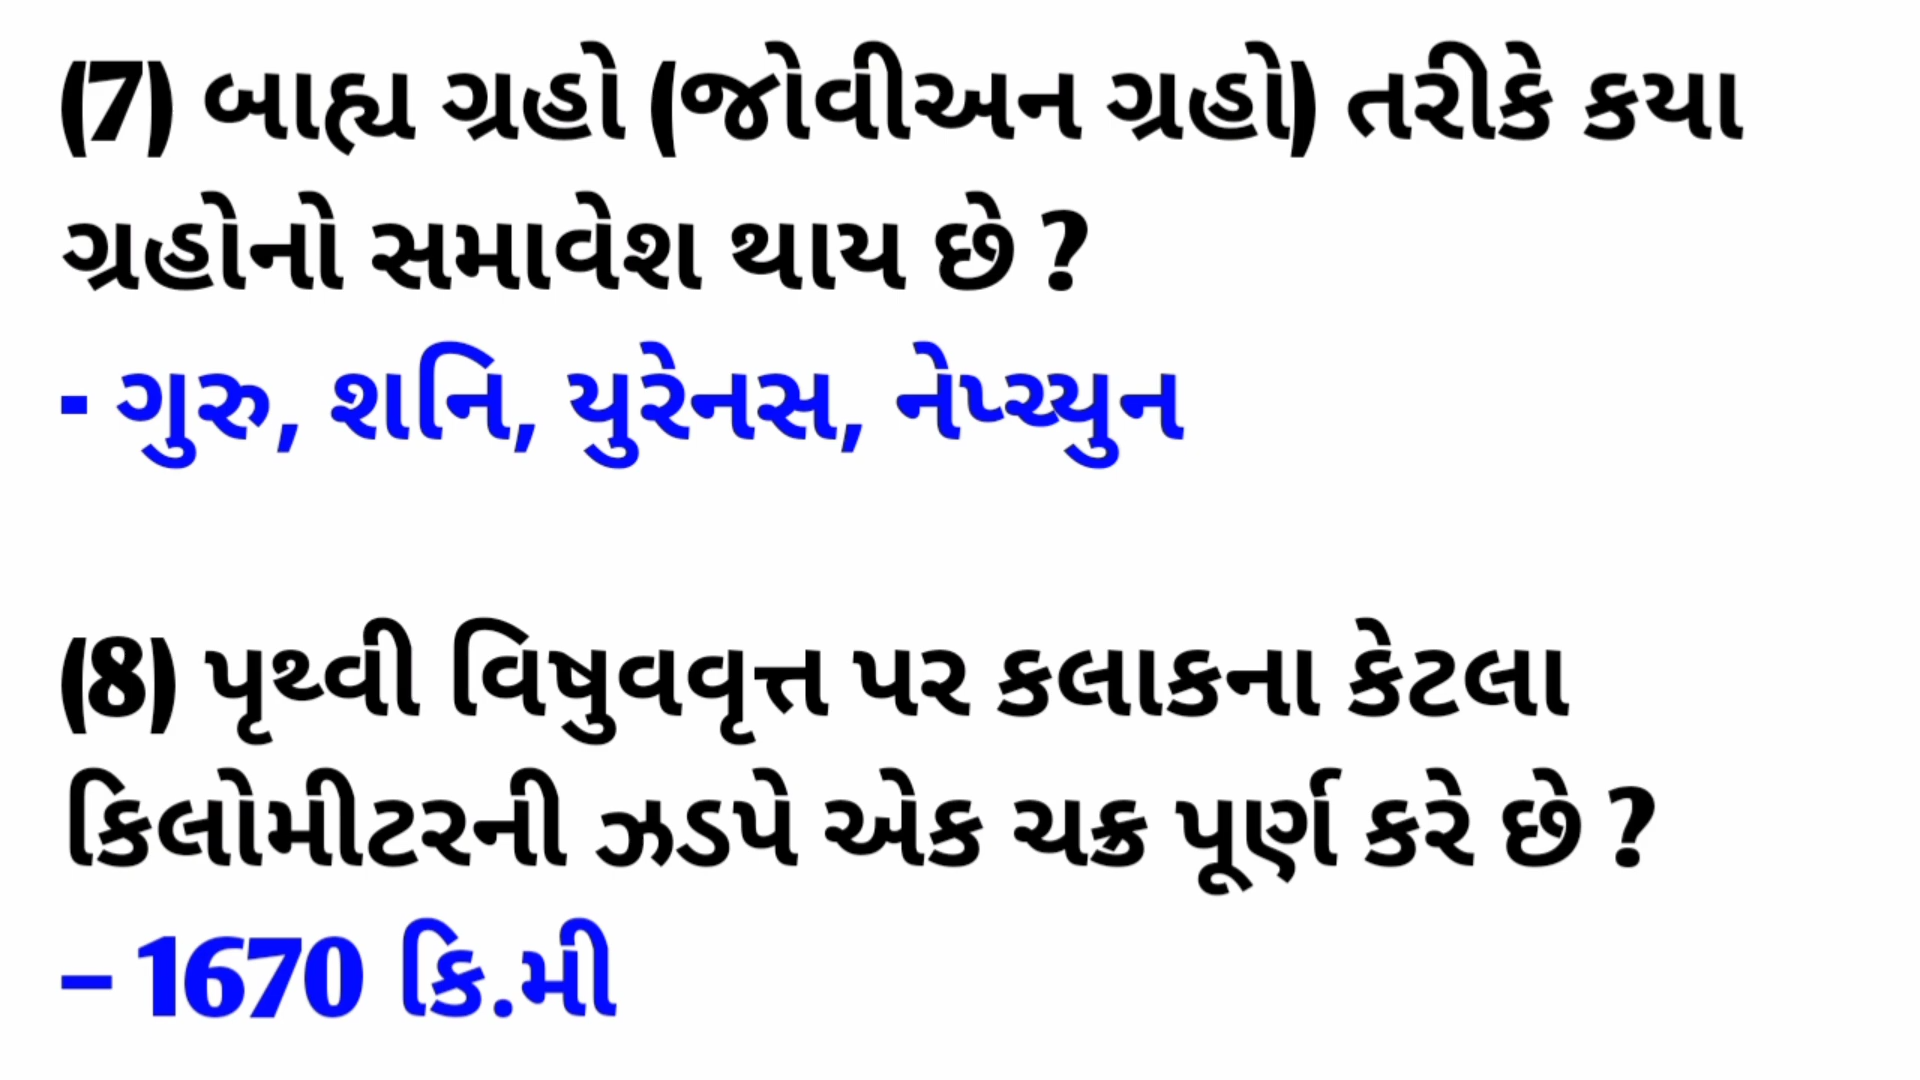 (7) બાહ્ય ગ્રહો (જોવીઅન ગ્રહો) તરીકે કયા
ગ્રહોનો સમાવેશ થાય છે ?
- ગુરુ, શનિ, યુરેનસ, નેપ્ચ્યુન
(8) પૃથ્વી વિષુવવૃત્ત પર કલાકના કેટલા
કિલોમીટરની ઝડપે એક ચક્ર પૂર્ણ કરે છે ?
– 1670 કિ.મી